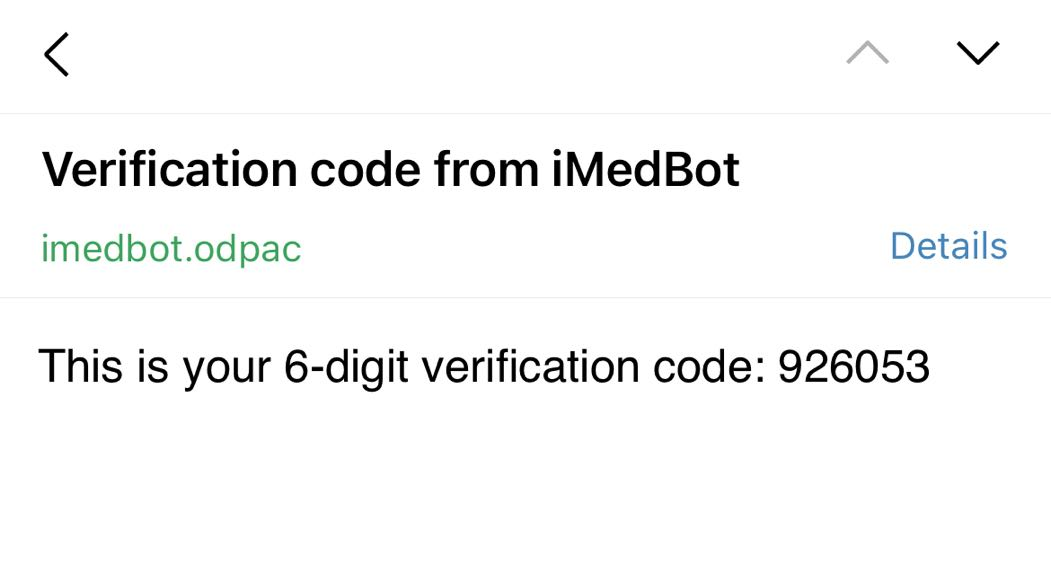 Verification code from iMedBot
imedbot.odpac
Details
This is your 6-digit verification code: 926053